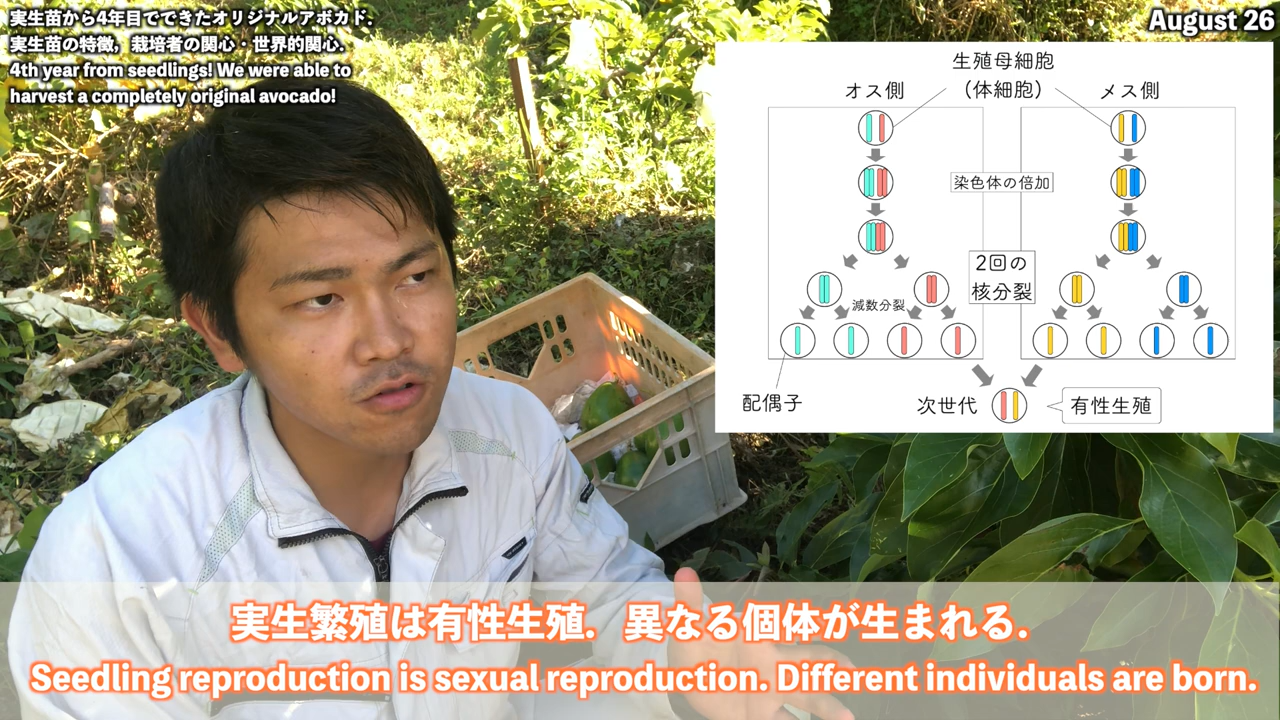 実生苗から4年目でできたオリジナルアボカド.
実生苗の特徴，栽培者の関心・世界的関心.
4th year from seedlings! We were able to
harvest a completely original avocado!
August 26
生殖母細胞
（体細胞）
オス側
メス側
染色体の倍加
2回の
核分裂
減数分裂
配偶子
次世代
有性生殖
実生繁殖は有性生殖．異なる個体が生まれる.
Seedling reproduction is sexual reproduction. Different individuals are born.